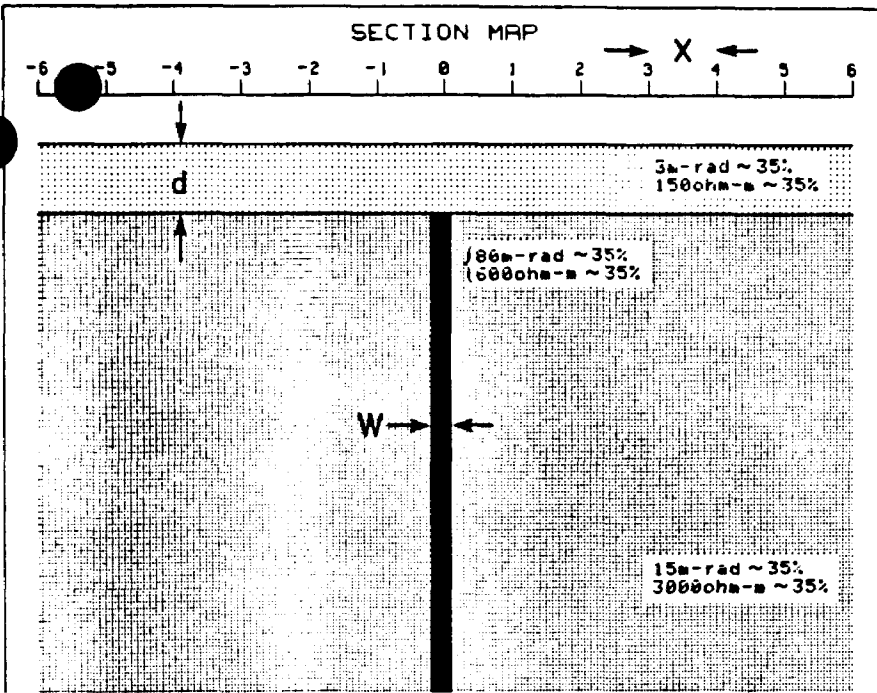 SECTION MAP
X
-6 -5 -4 -3 -2 -1 0 1 2 3 4 5 6
3m-rad ~35%
150ohm-m ~35%
d
80m-rad ~35%
600ohm-m ~35%
W
15m-rad ~35%
3000ohm-m ~35%